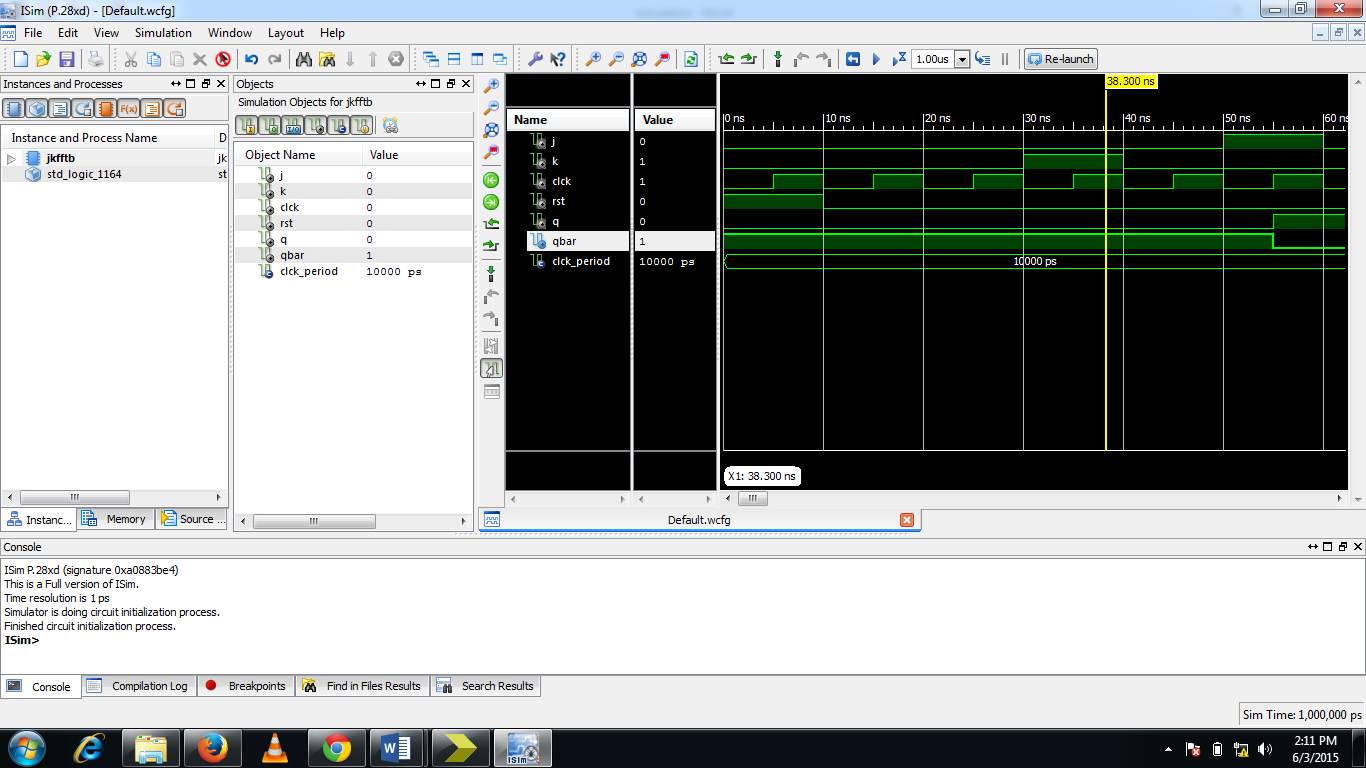 ISim (P.28xd) - [Default.wcfg]
File Edit View Simulation Window Layout Help
1.00us Re-launch
Instances and Processes
Instance and Process Name D
jkfftb jk
std_logic_1164 st
Instanc... Memory Source ...
Objects
Simulation Objects for jkfftb
Object Name Value
j 0
k 0
clck 0
rst 0
q 0
qbar 1
clck_period 10000 ps
Name Value
j 0
k 1
clck 1
rst 0
q 0
qbar 1
clck_period 10000 ps
38.300 ns
0 ns 10 ns 20 ns 30 ns 40 ns 50 ns 60 ns
10000 ps
X1: 38.300 ns
Default.wcfg
Console
ISim P.28xd (signature 0xa0883be4)
This is a Full version of ISim.
Time resolution is 1 ps
Simulator is doing circuit initialization process.
Finished circuit initialization process.
ISim>
Console Compilation Log Breakpoints Find in Files Results Search Results
Sim Time: 1,000,000 ps
2:11 PM
6/3/2015